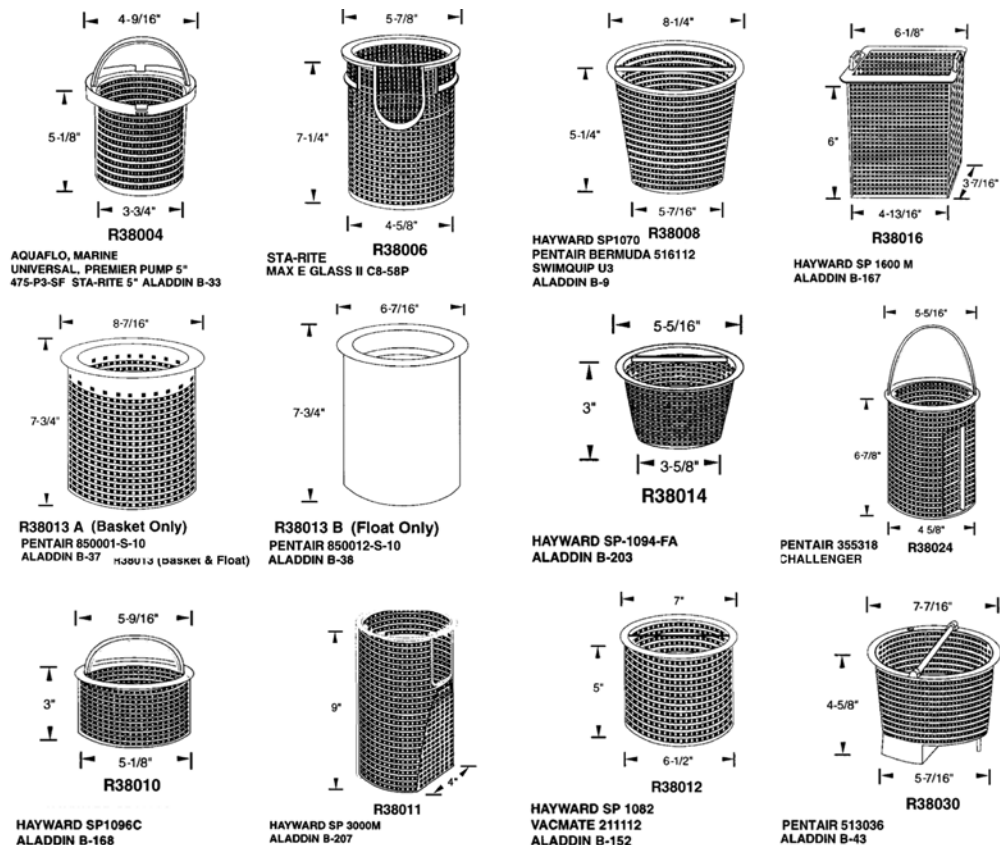 4-9/16"
5-1/8"
3-3/4"
R38004
AQUAFLO, MARINE
UNIVERSAL, PREMIER PUMP 5"
475-P3-SF STA-RITE 5" ALADDIN B-33
5-7/8"
7-1/4"
4-5/8"
R38006
STA-RITE
MAX E GLASS II C8-58P
8-1/4"
5-1/4"
5-7/16"
R38008
HAYWARD SP1070
PENTAIR BERMUDA 516112
SWIMQUIP U3
ALADDIN B-9
6-1/8"
6"
3-7/16"
4-13/16"
R38016
HAYWARD SP 1600 M
ALADDIN B-167
8-7/16"
7-3/4"
R38013 A (Basket Only)
PENTAIR 850001-S-10
ALADDIN B-37 R38013 (Basket & Float)
6-7/16"
7-3/4"
R38013 B (Float Only)
PENTAIR 850012-S-10
ALADDIN B-38
5-5/16"
3"
3-5/8"
R38014
HAYWARD SP-1094-FA
ALADDIN B-203
5-5/16"
6-7/8"
4 5/8"
R38024
PENTAIR 355318
CHALLENGER
5-9/16"
3"
5-1/8"
R38010
HAYWARD SP1096C
ALADDIN B-168
9"
4"
R38011
HAYWARD SP 3000M
ALADDIN B-207
7"
5"
6-1/2"
R38012
HAYWARD SP 1082
VACMATE 211112
ALADDIN B-152
7-7/16"
4-5/8"
5-7/16"
R38030
PENTAIR 513036
ALADDIN B-43